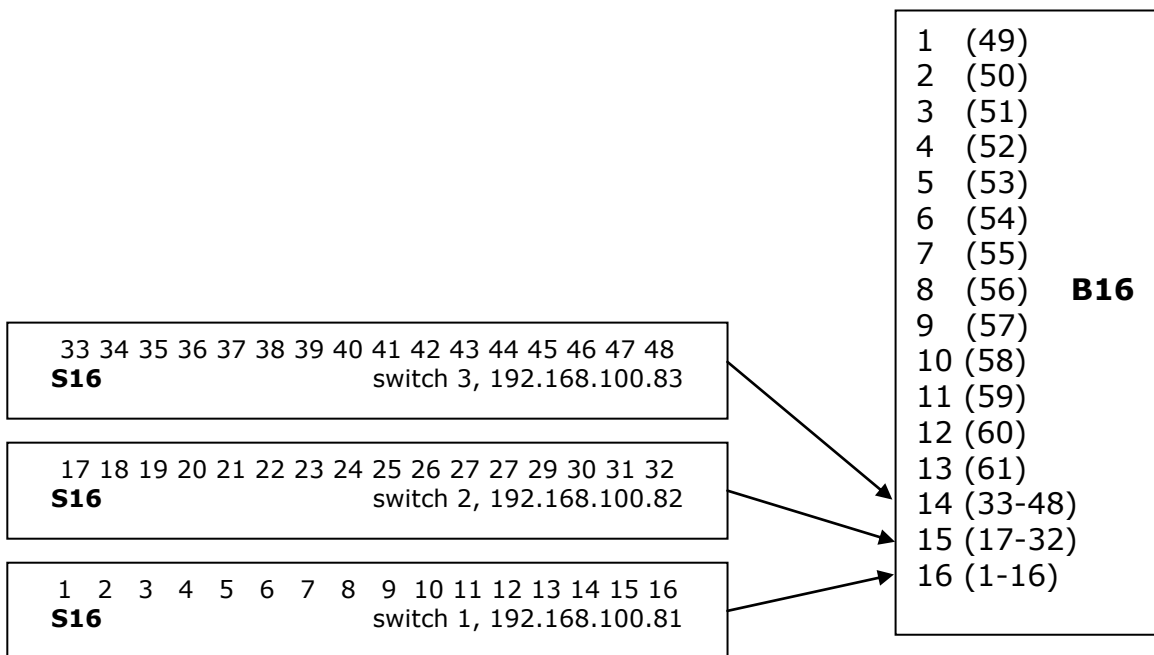 1 (49)
2 (50)
3 (51)
4 (52)
5 (53)
6 (54)
7 (55)
8 (56) B16
9 (57)
10 (58)
11 (59)
12 (60)
13 (61)
14 (33-48)
15 (17-32)
16 (1-16)
33 34 35 36 37 38 39 40 41 42 43 44 45 46 47 48
S16 switch 3, 192.168.100.83
17 18 19 20 21 22 23 24 25 26 27 27 29 30 31 32
S16 switch 2, 192.168.100.82
1 2 3 4 5 6 7 8 9 10 11 12 13 14 15 16
S16 switch 1, 192.168.100.81